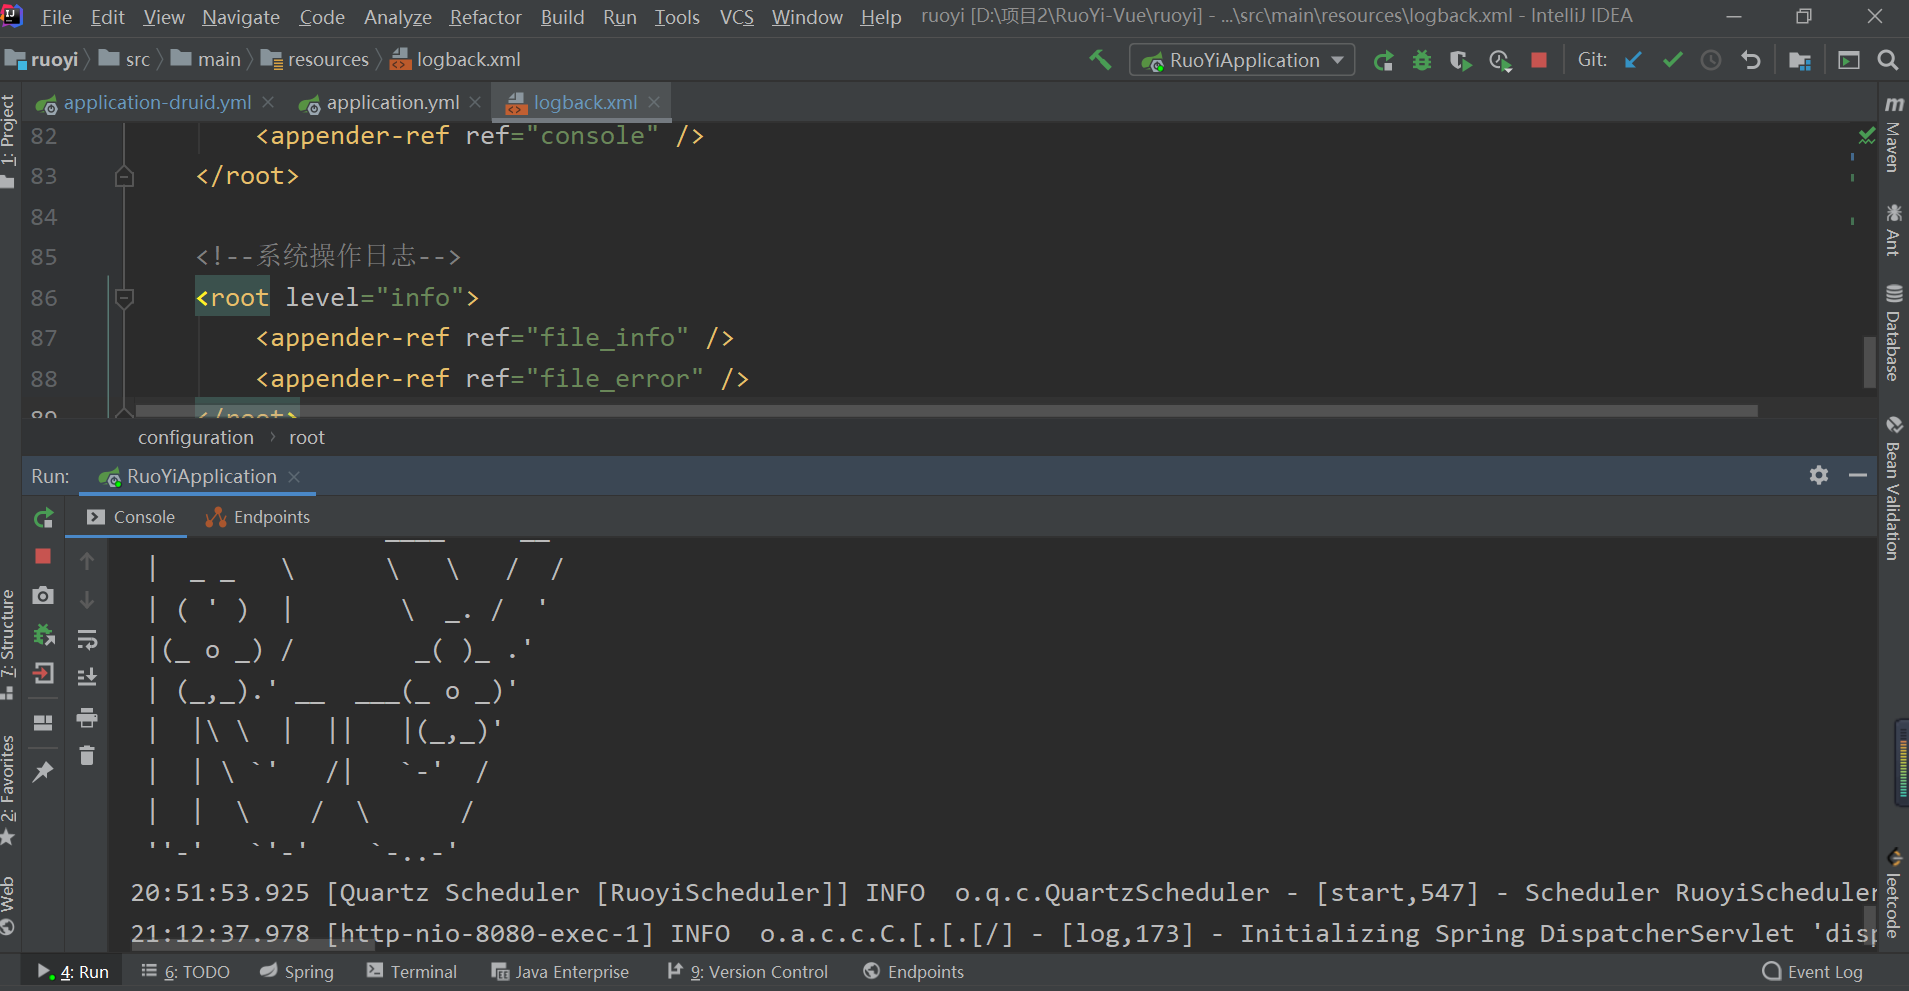 File Edit View Navigate Code Analyze Refactor Build Run Tools VCS Window Help ruoyi [D:\项目2\RuoYi-Vue\ruoyi] - ...\src\main\resources\logback.xml - IntelliJ IDEA
ruoyi src main resources logback.xml RuoYiApplication Git:
application-druid.yml application.yml logback.xml
82 <appender-ref ref="console" />
83 </root>
84
85 <!--系统操作日志-->
86 <root level="info">
87 <appender-ref ref="file_info" />
88 <appender-ref ref="file_error" />
89 </root>
configuration > root
Run: RuoYiApplication
Console Endpoints
____     __
|  _ _   \      \   \   /  /
| ( ' )  |       \  _. /  '
|(_ o _) /        _( )_ .'
| (_,_).' __  ___(_ o _)'
|  |\ \  |  ||   |(_,_)'
|  | \ `'   /|   `-'  /
|  |  \    /  \      /
''-'   `'-'    `-..-'
20:51:53.925 [Quartz Scheduler [RuoyiScheduler]] INFO  o.q.c.QuartzScheduler - [start,547] - Scheduler RuoyiScheduler
21:12:37.978 [http-nio-8080-exec-1] INFO  o.a.c.c.C.[.[.[/] - [log,173] - Initializing Spring DispatcherServlet 'disp
4: Run 6: TODO Spring Terminal Java Enterprise 9: Version Control Endpoints Event Log
1: Project
7: Structure
2: Favorites
Web
m Maven
Ant
Database
Bean Validation
leetcode